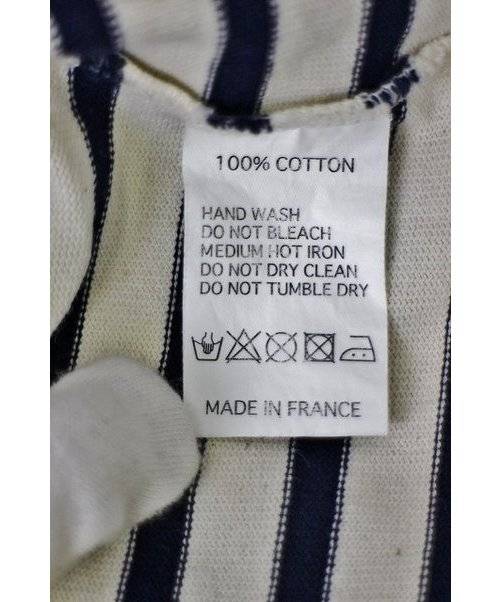 100% COTTON
HAND WASH
DO NOT BLEACH
MEDIUM HOT IRON
DO NOT DRY CLEAN
DO NOT TUMBLE DRY
MADE IN FRANCE